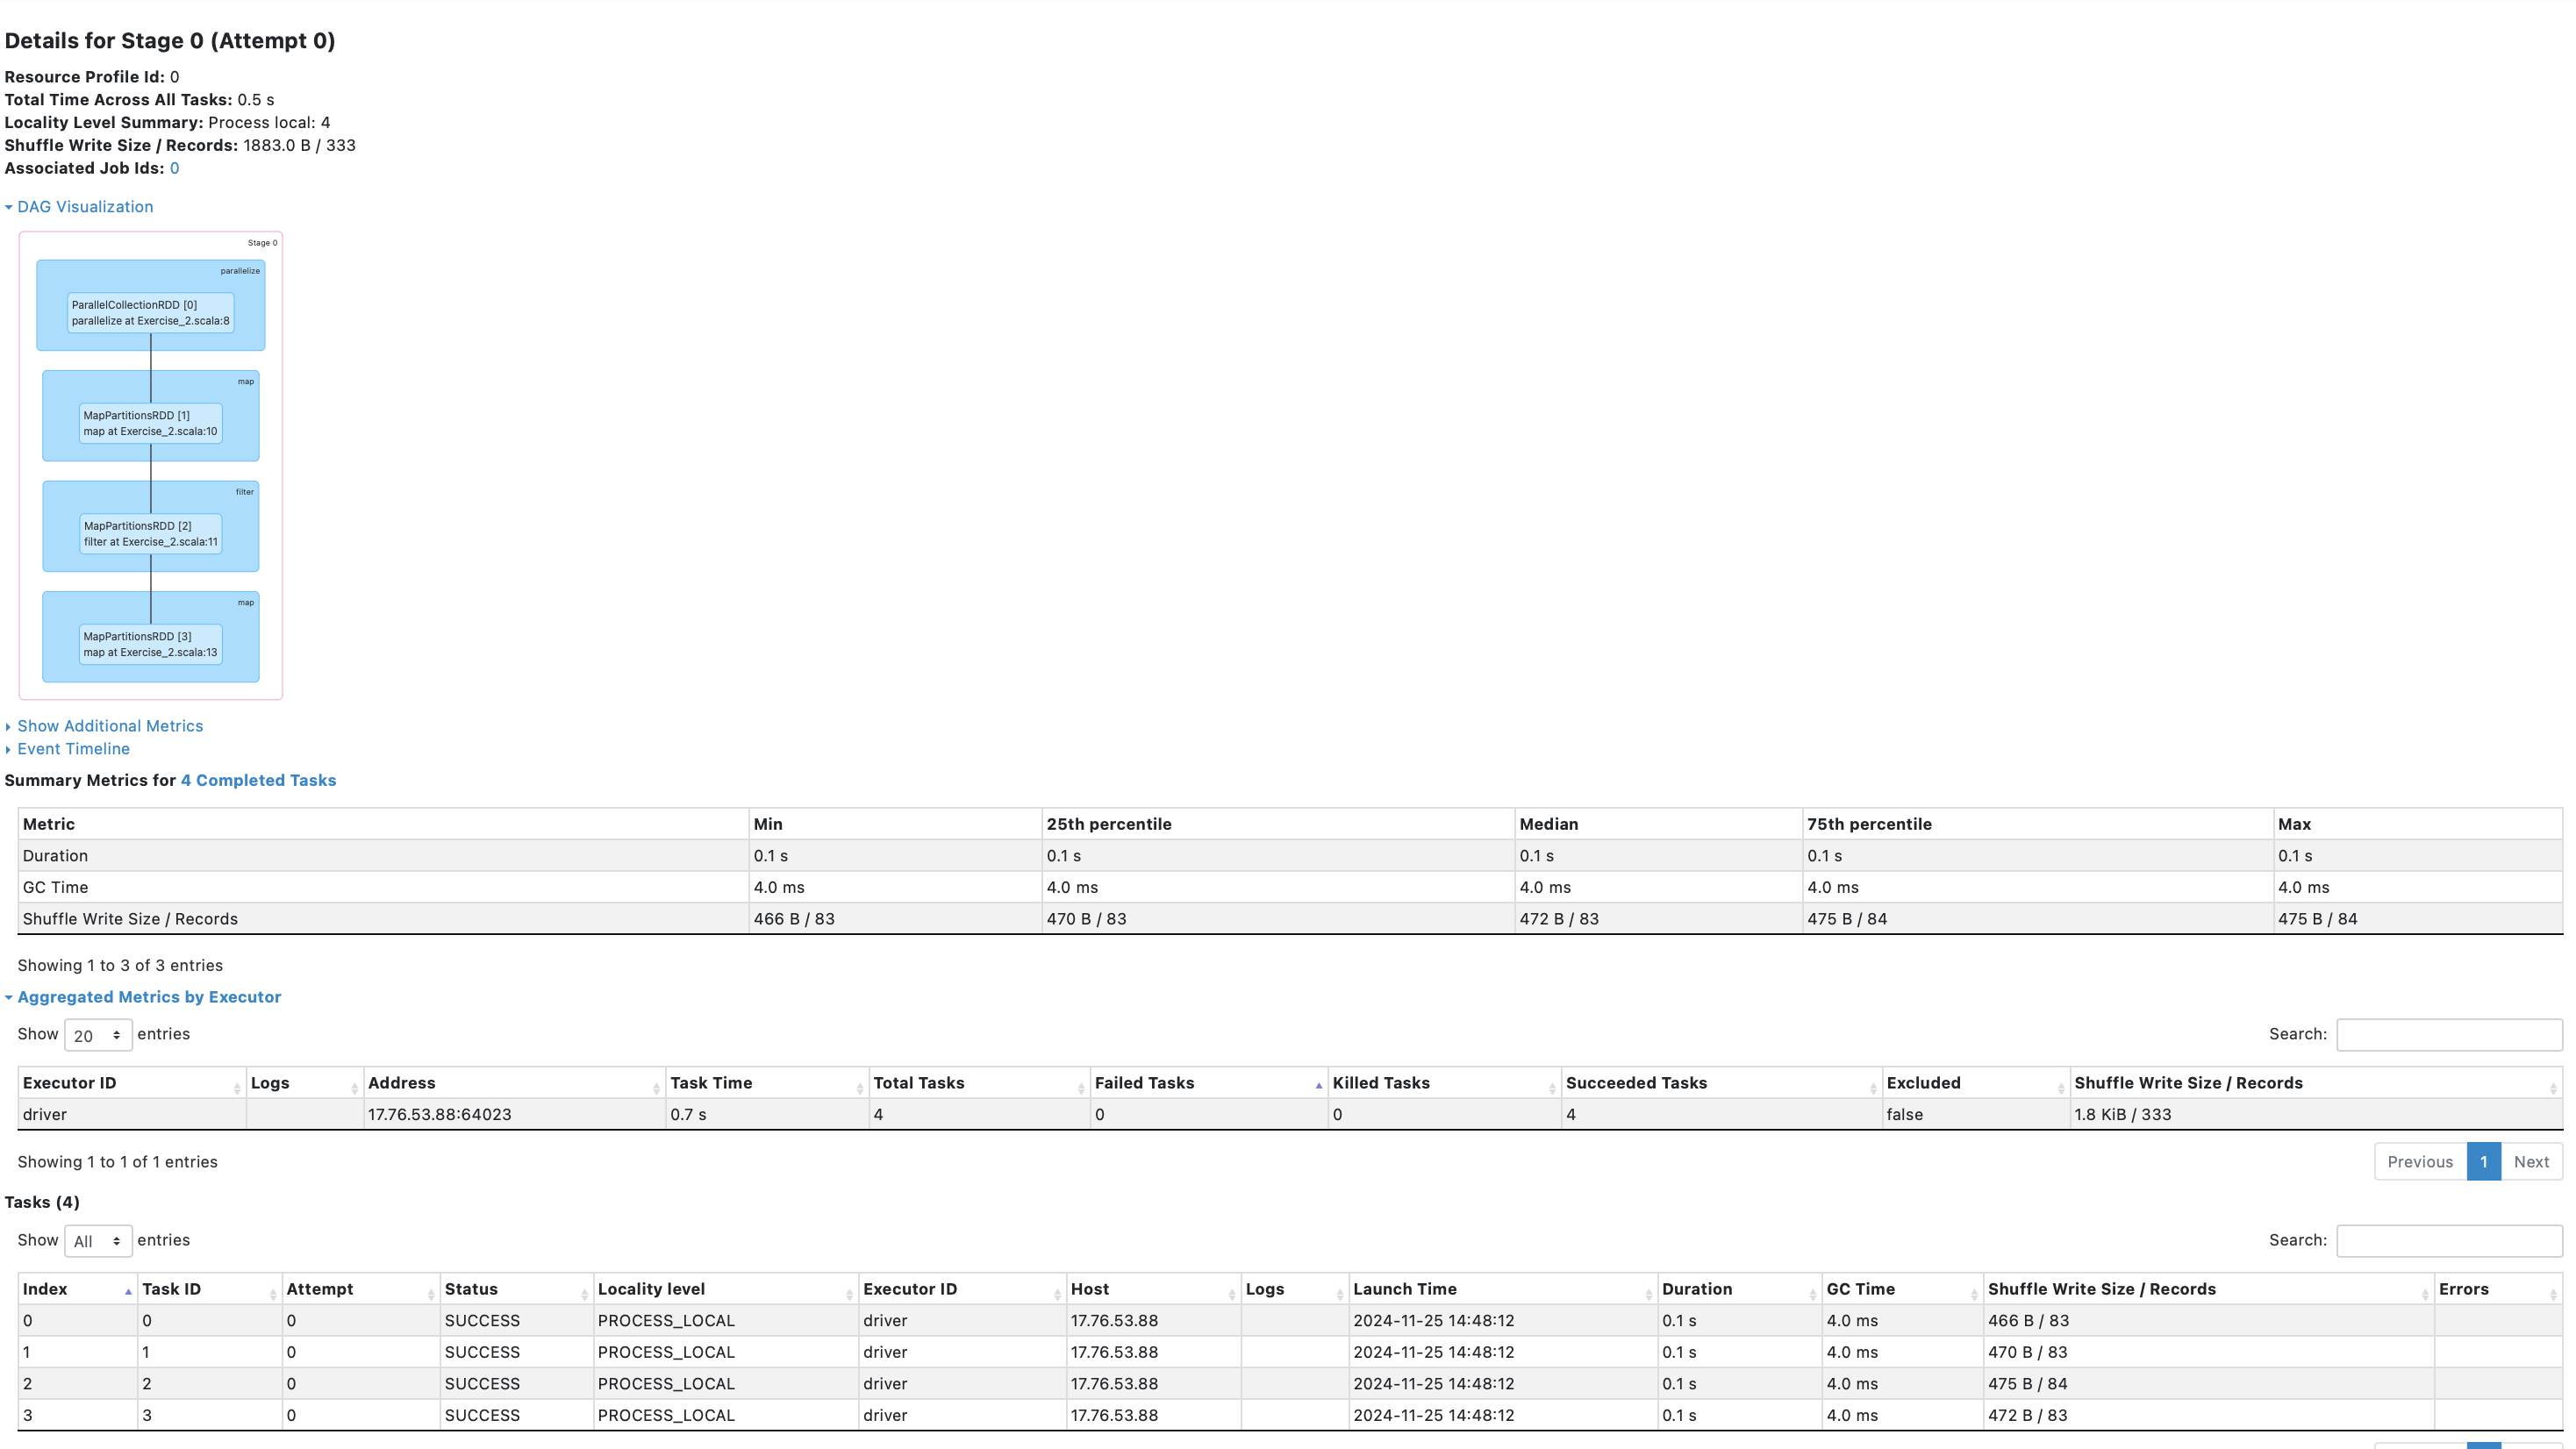 Details for Stage 0 (Attempt 0)
Resource Profile Id: 0
Total Time Across All Tasks: 0.5 s
Locality Level Summary: Process local: 4
Shuffle Write Size / Records: 1883.0 B / 333
Associated Job Ids: 0
DAG Visualization
Stage 0
parallelize
ParallelCollectionRDD [0]
parallelize at Exercise_2.scala:8
map
MapPartitionsRDD [1]
map at Exercise_2.scala:10
filter
MapPartitionsRDD [2]
filter at Exercise_2.scala:11
map
MapPartitionsRDD [3]
map at Exercise_2.scala:13
Show Additional Metrics
Event Timeline
Summary Metrics for 4 Completed Tasks
Metric Min 25th percentile Median 75th percentile Max
Duration 0.1 s 0.1 s 0.1 s 0.1 s 0.1 s
GC Time 4.0 ms 4.0 ms 4.0 ms 4.0 ms 4.0 ms
Shuffle Write Size / Records 466 B / 83 470 B / 83 472 B / 83 475 B / 84 475 B / 84
Showing 1 to 3 of 3 entries
Aggregated Metrics by Executor
Show 20 entries Search:
Executor ID Logs Address Task Time Total Tasks Failed Tasks Killed Tasks Succeeded Tasks Excluded Shuffle Write Size / Records
driver 17.76.53.88:64023 0.7 s 4 0 0 4 false 1.8 KiB / 333
Showing 1 to 1 of 1 entries Previous 1 Next
Tasks (4)
Show All entries Search:
Index Task ID Attempt Status Locality level Executor ID Host Logs Launch Time Duration GC Time Shuffle Write Size / Records Errors
0 0 0 SUCCESS PROCESS_LOCAL driver 17.76.53.88 2024-11-25 14:48:12 0.1 s 4.0 ms 466 B / 83
1 1 0 SUCCESS PROCESS_LOCAL driver 17.76.53.88 2024-11-25 14:48:12 0.1 s 4.0 ms 470 B / 83
2 2 0 SUCCESS PROCESS_LOCAL driver 17.76.53.88 2024-11-25 14:48:12 0.1 s 4.0 ms 475 B / 84
3 3 0 SUCCESS PROCESS_LOCAL driver 17.76.53.88 2024-11-25 14:48:12 0.1 s 4.0 ms 472 B / 83